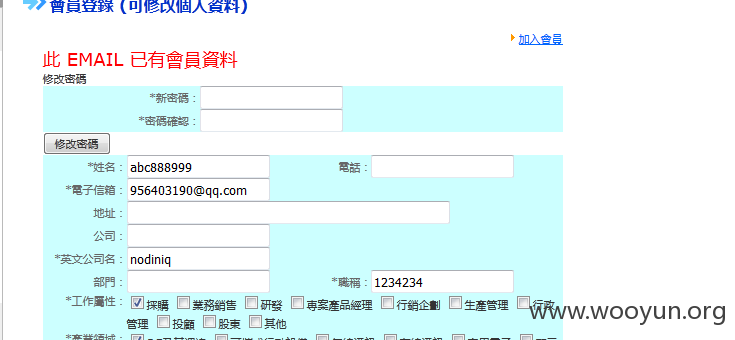 會員登錄 (可修改個人資料)
加入會員
此 EMAIL 已有會員資料
修改密碼
*新密碼：
*密碼確認：
修改密碼
*姓名： abc888999 電話：
*電子信箱： 956403190@qq.com
地址：
公司：
*英文公司名： nodiniq
部門： *職稱： 1234234
*工作屬性： 採購 業務銷售 研發 專案產品經理 行銷企劃 生產管理 行政
管理 投顧 股東 其他
www.wooyun.org
*產業領域：